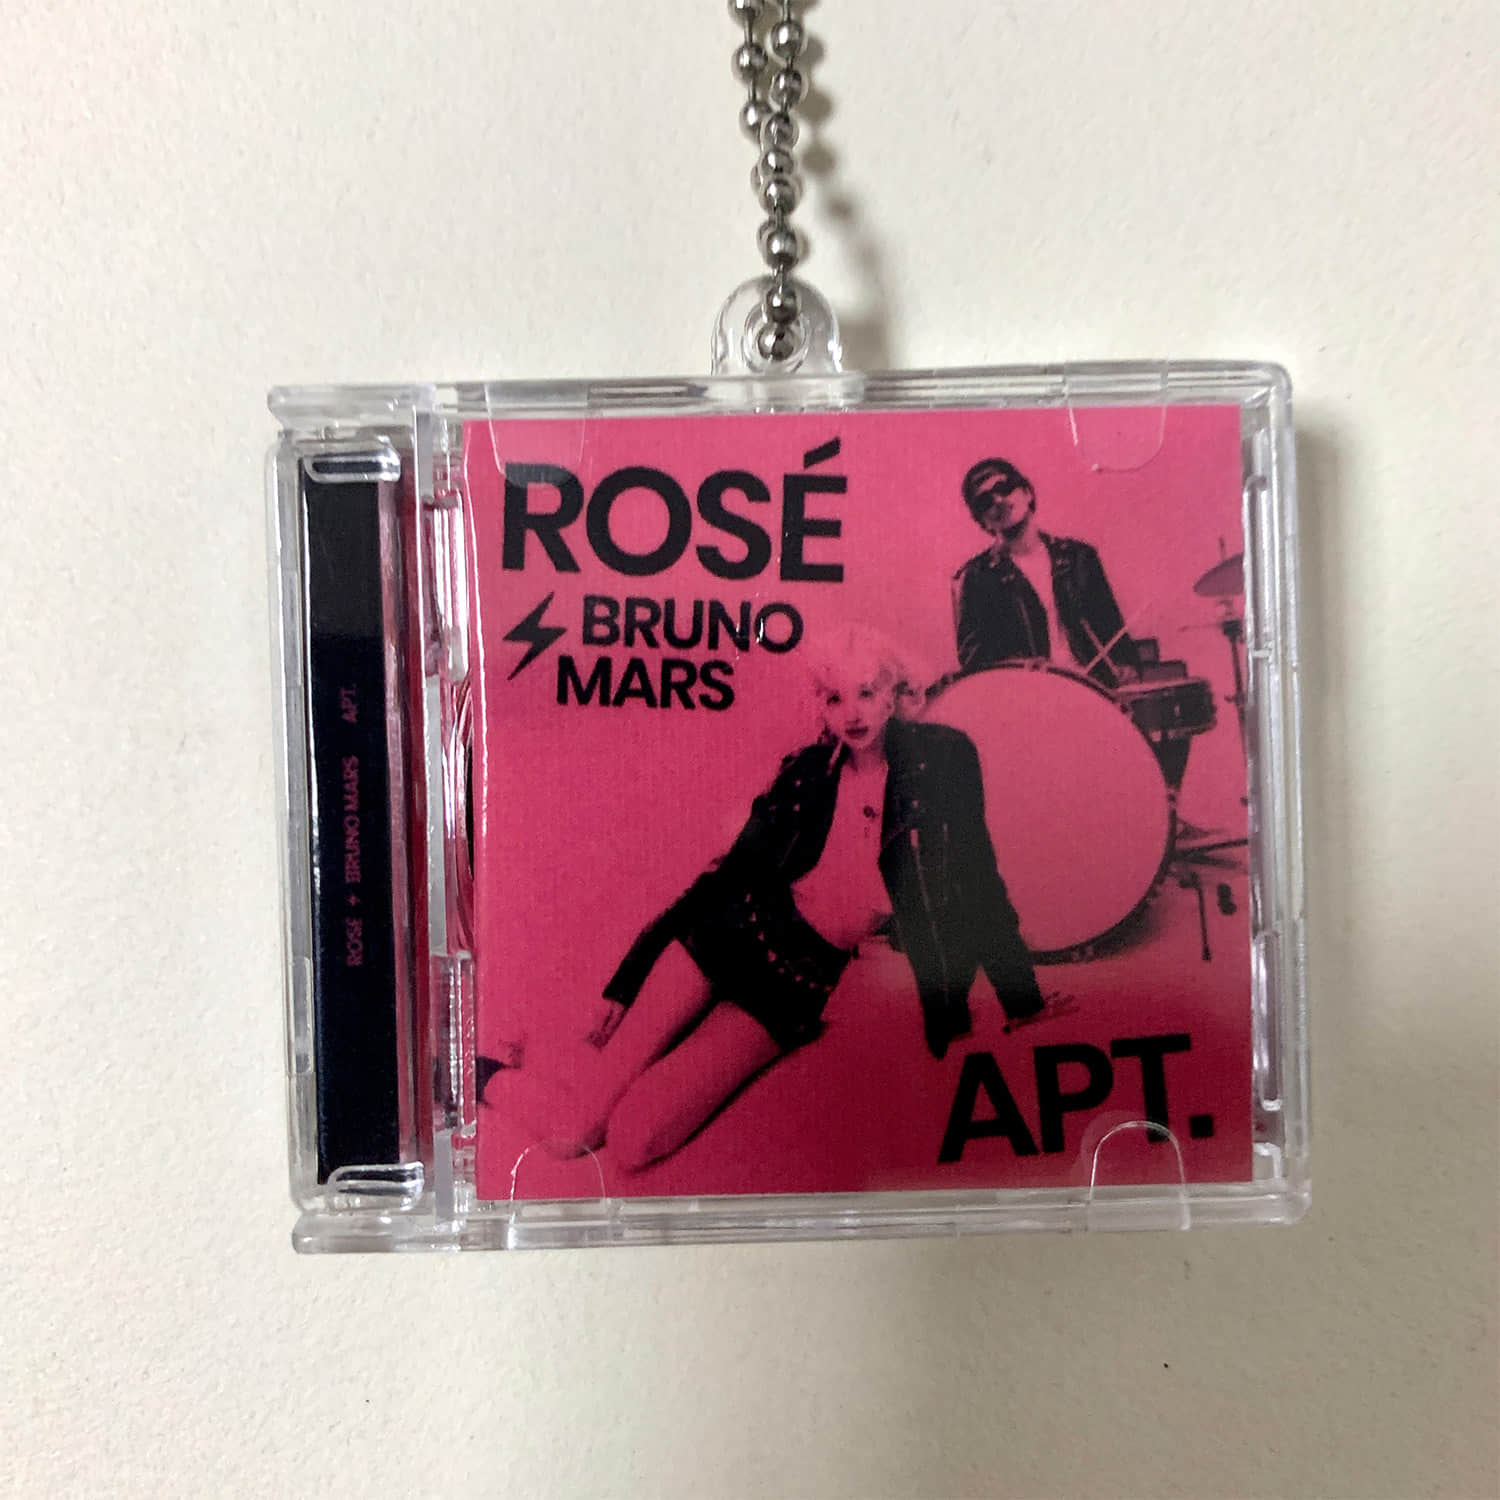 ROSÉ
BRUNO
MARS
APT.
ROSÉ + BRUNO MARS APT.